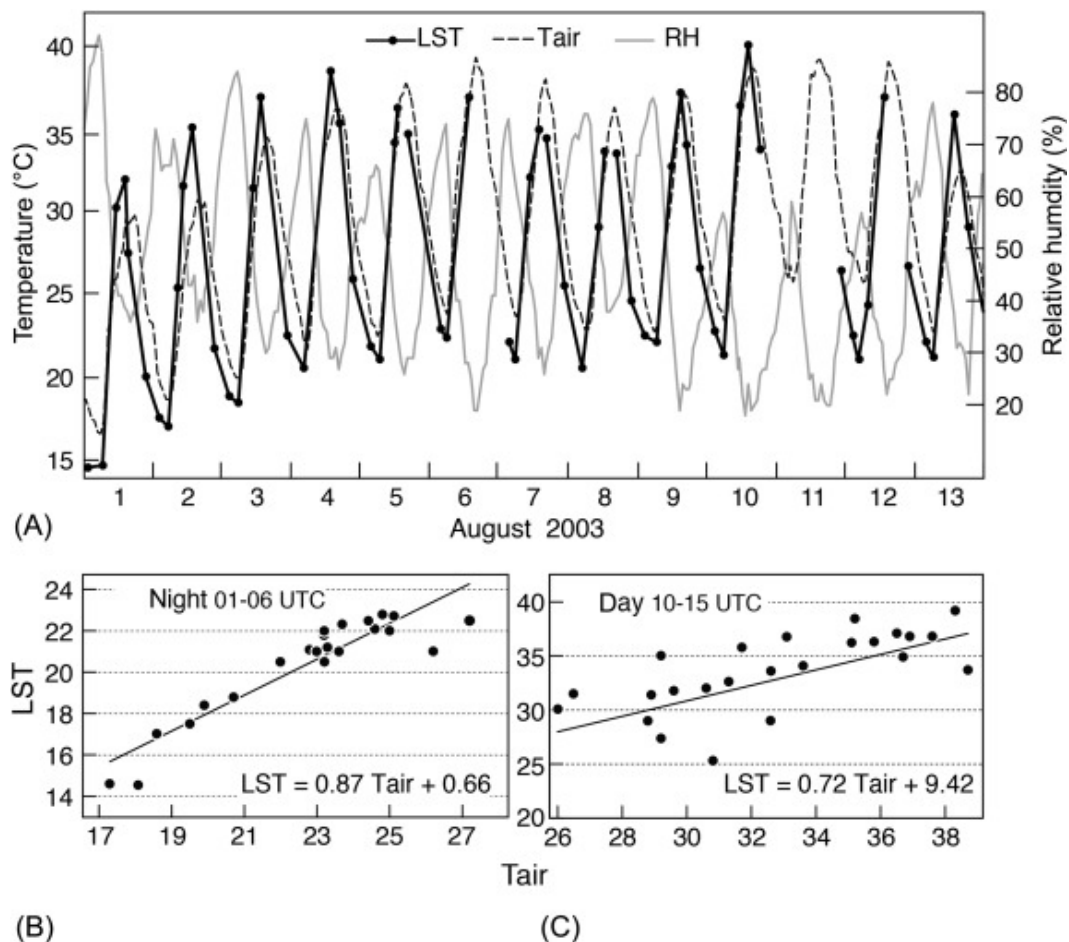 LST Tair RH
40
35
30
25
20
15
Temperature (°C)
80
70
60
50
40
30
20
Relative humidity (%)
1 2 3 4 5 6 7 8 9 10 11 12 13
August 2003
(A)
Night 01-06 UTC
24
22
20
18
16
14
LST
LST = 0.87 Tair + 0.66
17 19 21 23 25 27
Day 10-15 UTC
40
35
30
25
20
LST = 0.72 Tair + 9.42
26 28 30 32 34 36 38
Tair
(B) (C)